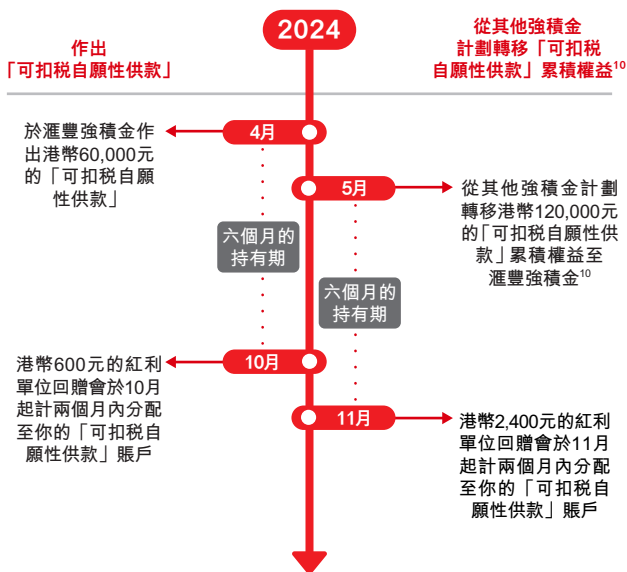 2024
作出
「可扣税自願性供款」
從其他強積金
計劃轉移「可扣税
自願性供款」累積權益10
4月
於滙豐強積金作
出港幣60,000元
的「可扣税自願
性供款」
5月
從其他強積金計劃
轉移港幣120,000元
的「可扣税自願性供
款」累積權益至
滙豐強積金10
六個月的
持有期
六個月的
持有期
10月
港幣600元的紅利
單位回贈會於10月
起計兩個月內分配
至你的「可扣税自
願性供款」賬戶
11月
港幣2,400元的紅利
單位回贈會於11月
起計兩個月內分配
至你的「可扣税自
願性供款」賬戶